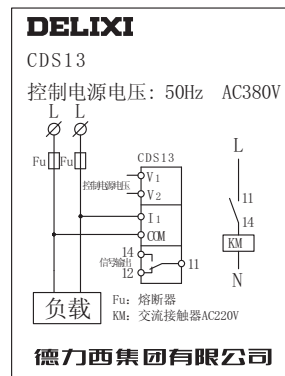 DELIXI
CDS13
控制电源电压: 50Hz AC380V
L L
Fu Fu
CDS13
控制电源电压
V1
V2
I1
COM
14
信号输出
12
11
负载
L
11
14
KM
N
Fu: 熔断器
KM: 交流接触器AC220V
德力西集团有限公司